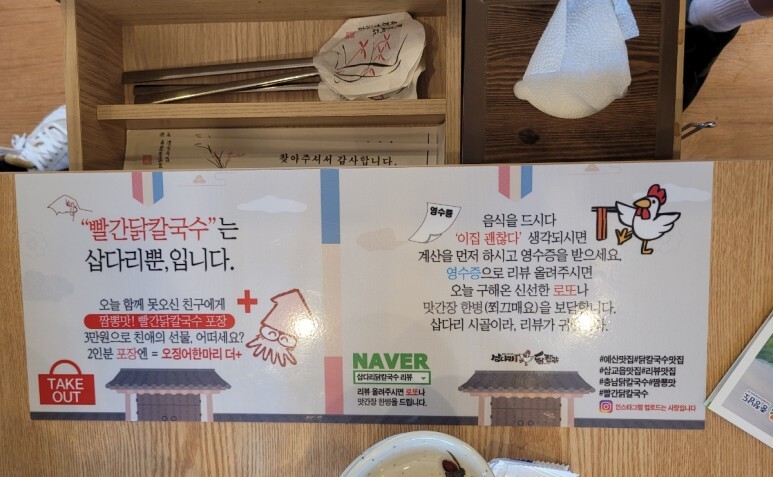 찾아주셔서 감사합니다.
"빨간닭칼국수"는
삽다리뿐,입니다.
오늘 함께 못오신 친구에게
짬뽕맛! 빨간닭칼국수 포장
3만원으로 친애의 선물, 어떠세요?
2인분 포장엔 = 오징어한마리 더+
TAKE
OUT
영수증
음식을 드시다
'이집 괜찮다' 생각되시면
계산을 먼저 하시고 영수증을 받으세요.
영수증으로 리뷰 올려주시면
오늘 구해온 신선한 로또나
맛간장 한병(쬐끄매요)을 보답합니다.
삽다리 시골이라, 리뷰가
NAVER
삽다리닭칼국수 리뷰
리뷰 올려주시면 로또나
맛간장 한병을 드립니다.
삽다리
#예산맛집#닭칼국수맛집
#삽교읍맛집#리뷰맛집
#충남닭칼국수#짬뽕맛
#빨간닭칼국수
인스타그램 업로드는 사랑입니다